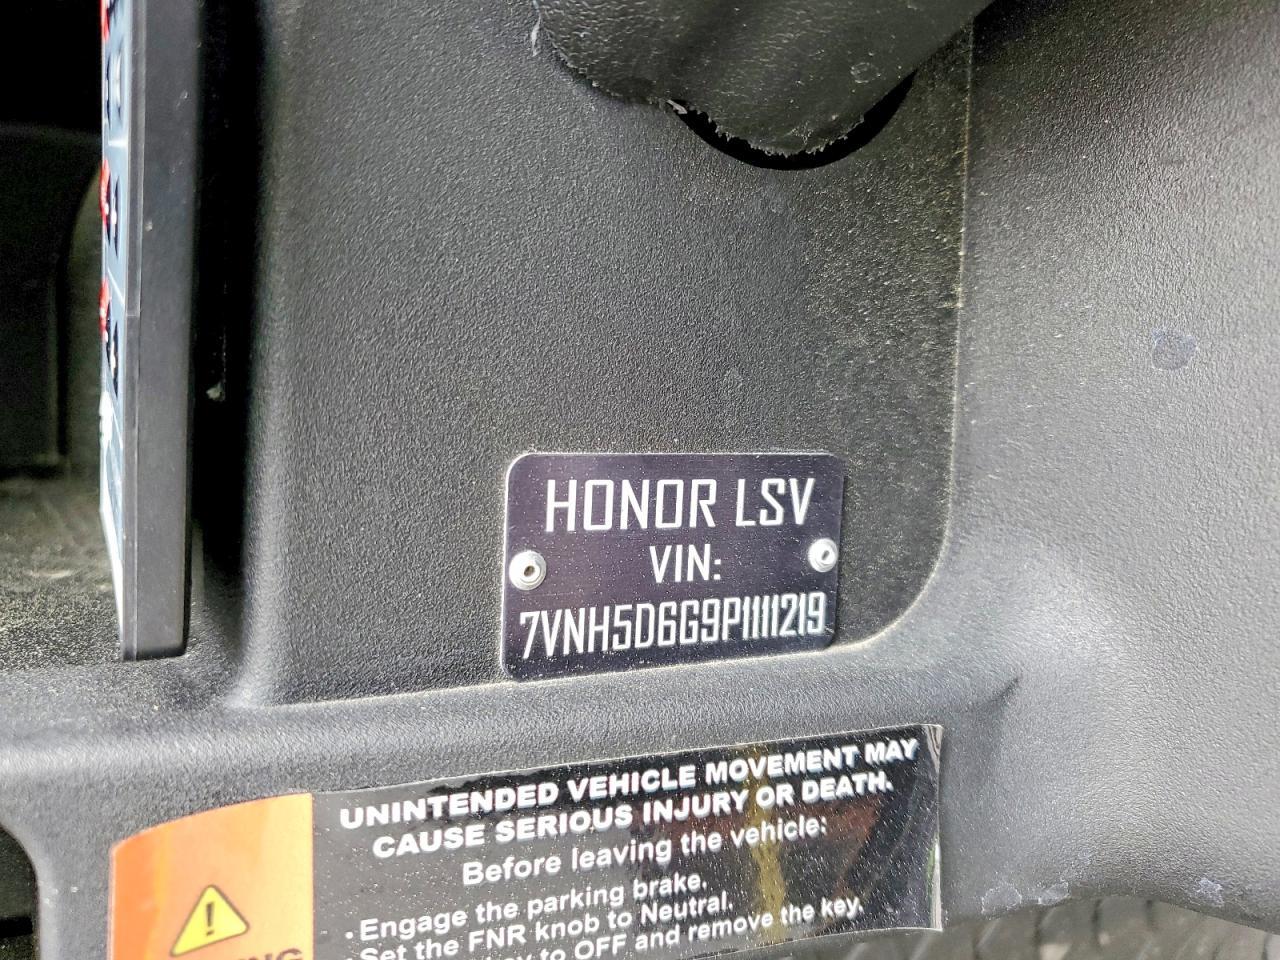 HONOR LSV
VIN:
7VNH5D6G9P1111219
UNINTENDED VEHICLE MOVEMENT MAY
CAUSE SERIOUS INJURY OR DEATH.
Before leaving the vehicle:
• Engage the parking brake.
• Set the FNR knob to Neutral.
to OFF and remove the key.